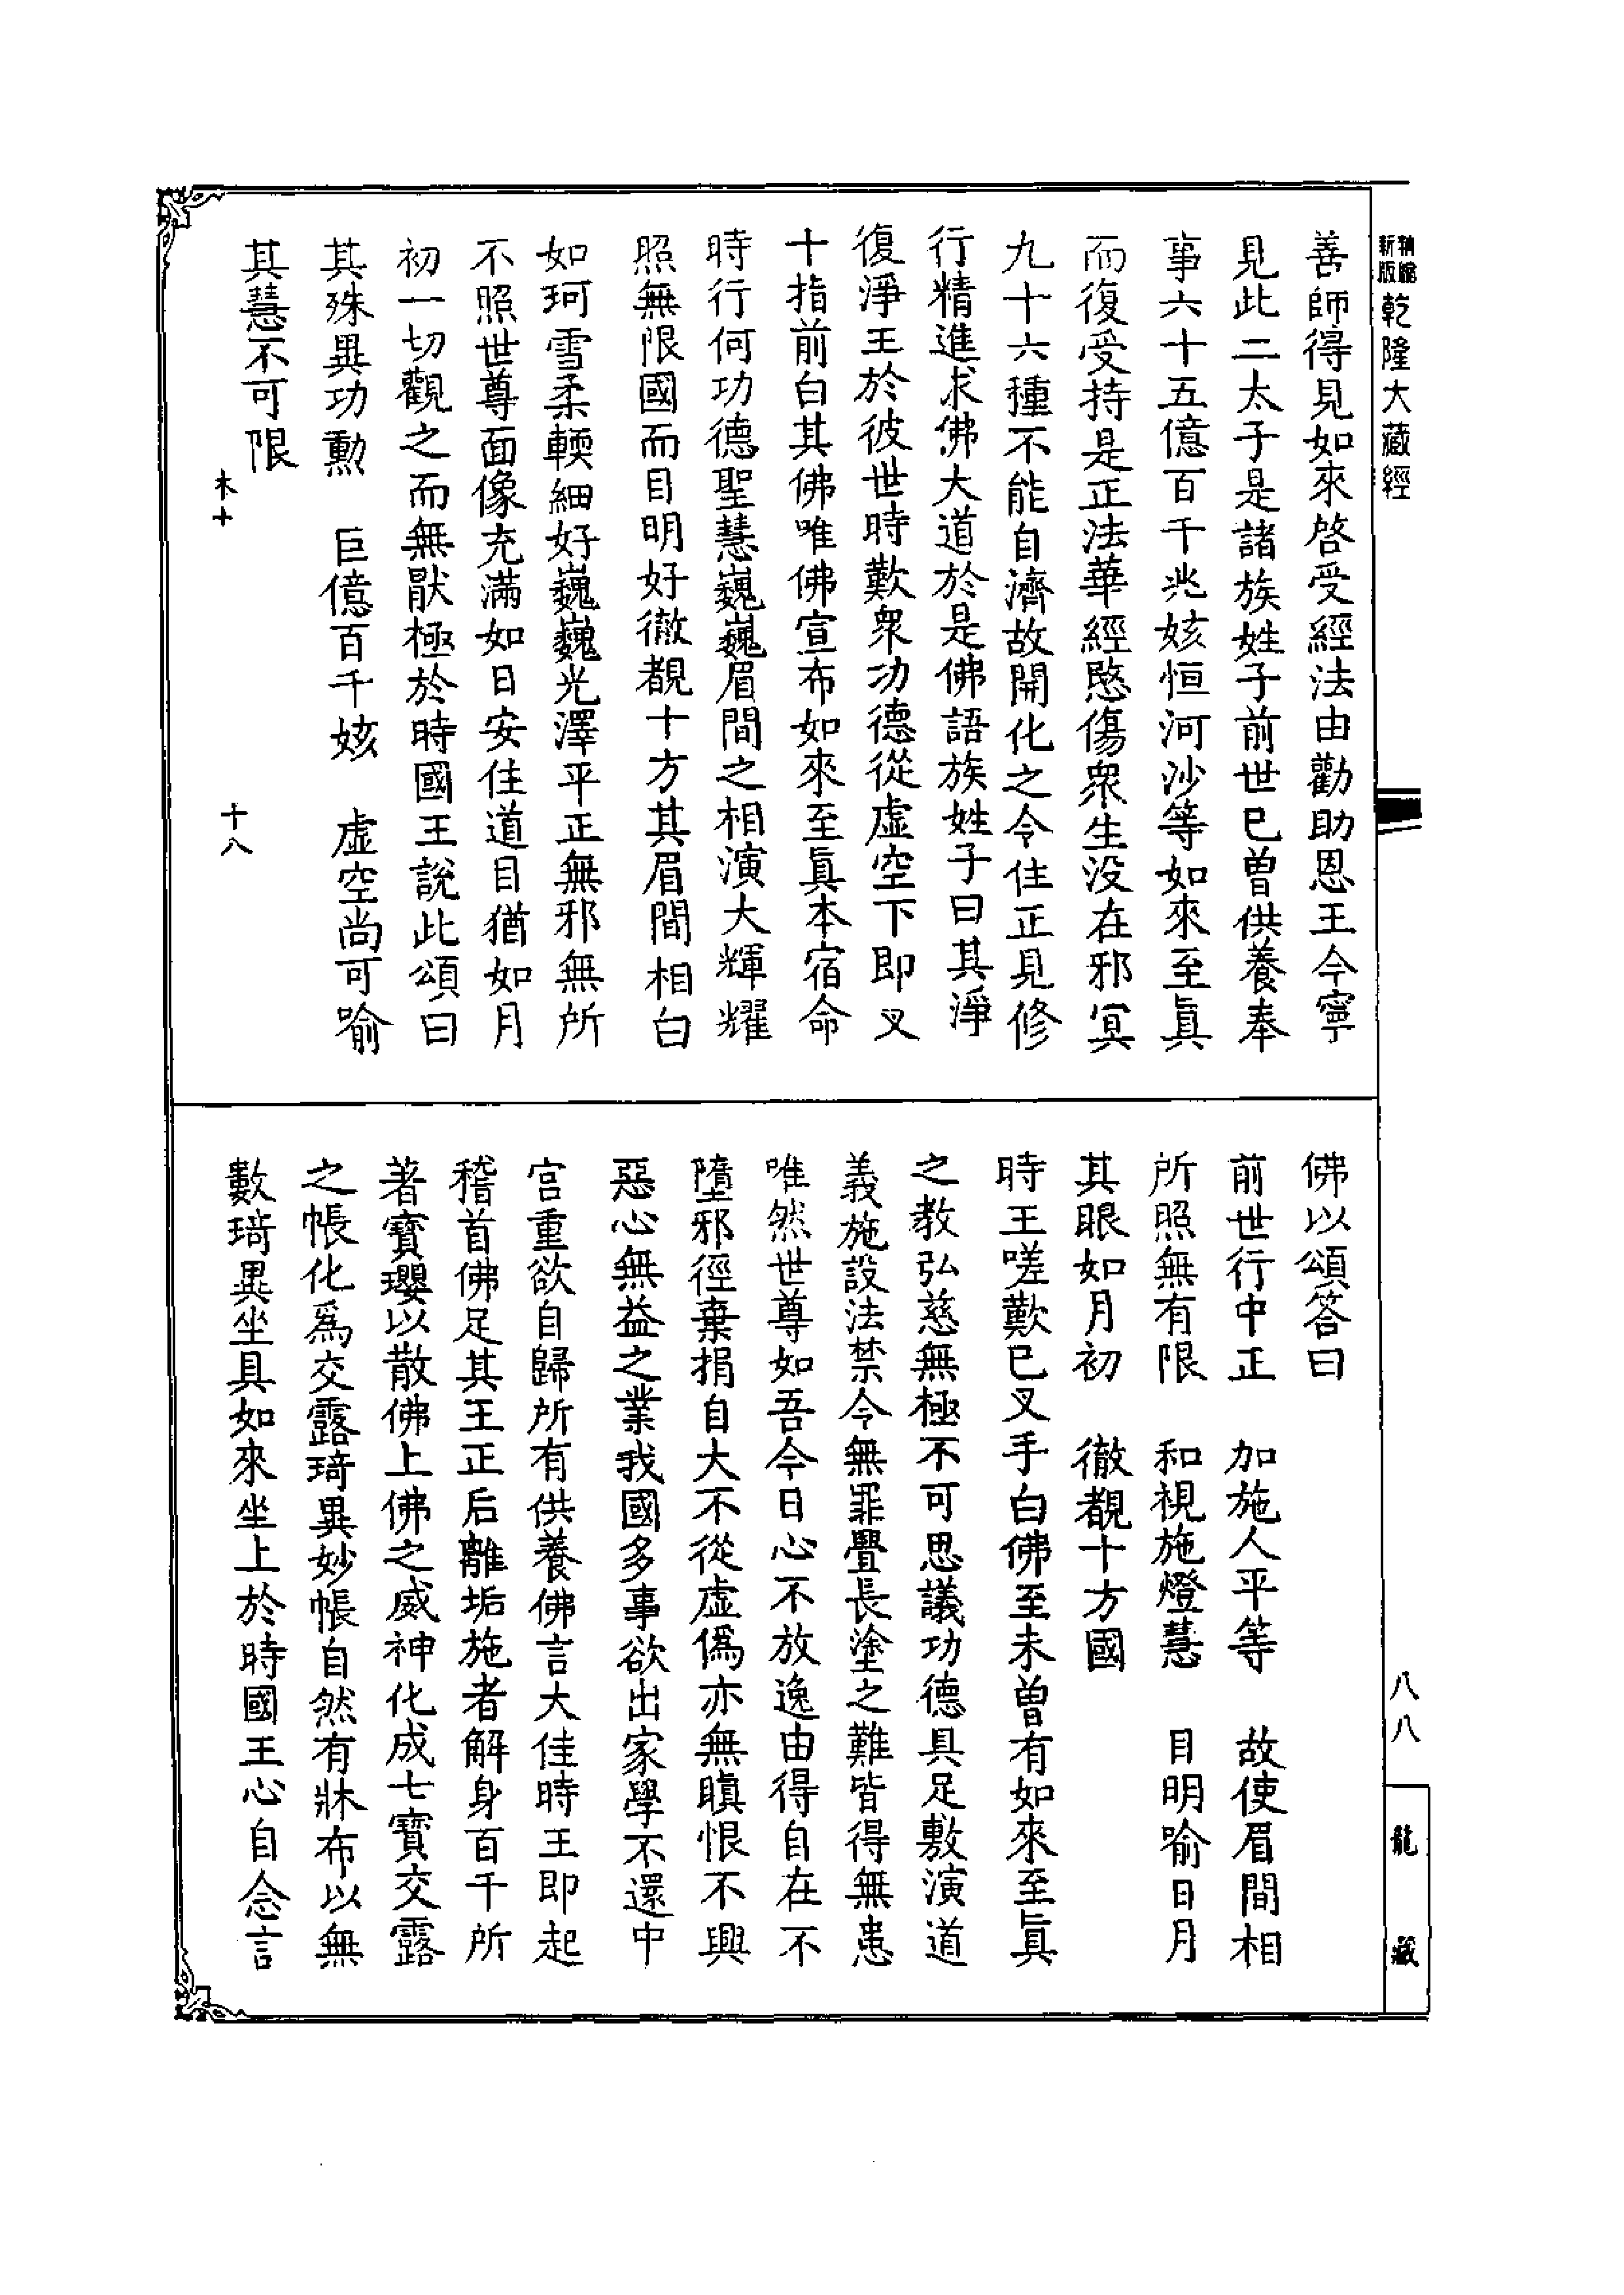 乾隆大藏經
善師得見如來啓受經法由勸助恩王今寧
見此二太子是諸族姓子前世已曾供養奉
事六十五億百千兆姟恒河沙等如來至眞
而復受持是正法華經愍傷衆生没在邪冥
九十六種不能自濟故開化之令住正見修
行精進求佛大道於是佛語族姓子曰其淨
復淨王於彼世時歎衆功德從虛空下即叉
十指前白其佛唯佛宣布如來至眞本宿命
時行何功德聖慧巍巍眉間之相演大輝耀
照無限國而目明好徹覩十方其眉間相白
如珂雪柔輭細好巍巍光澤平正無邪無所
不照世尊面像充滿如日安住道目猶如月
初一切觀之而無猒極於時國王說此頌曰
其殊異功勳　巨億百千姟　虛空尚可喻
其慧不可限
木十
十八
佛以頌答曰
前世行中正　加施人平等　故使眉間相
所照無有限　和視施燈慧　目明喻日月
其眼如月初　徹覩十方國
時王嗟歎已叉手白佛至未曾有如來至眞
之教弘慈無極不可思議功德具足敷演道
義施設法禁令無罪舋長塗之難皆得無恚
唯然世尊如吾今日心不放逸由得自在不
墮邪徑棄捐自大不從虛僞亦無瞋恨不興
惡心無益之業我國多事欲出家學不還中
宮重欲自歸所有供養佛言大佳時王即起
稽首佛足其王正后離垢施者解身百千所
著寶瓔以散佛上佛之威神化成七寶交露
之帳化爲交露琦異妙帳自然有牀布以無
數琦異坐具如來坐上於時國王心自念言
八八
龍藏